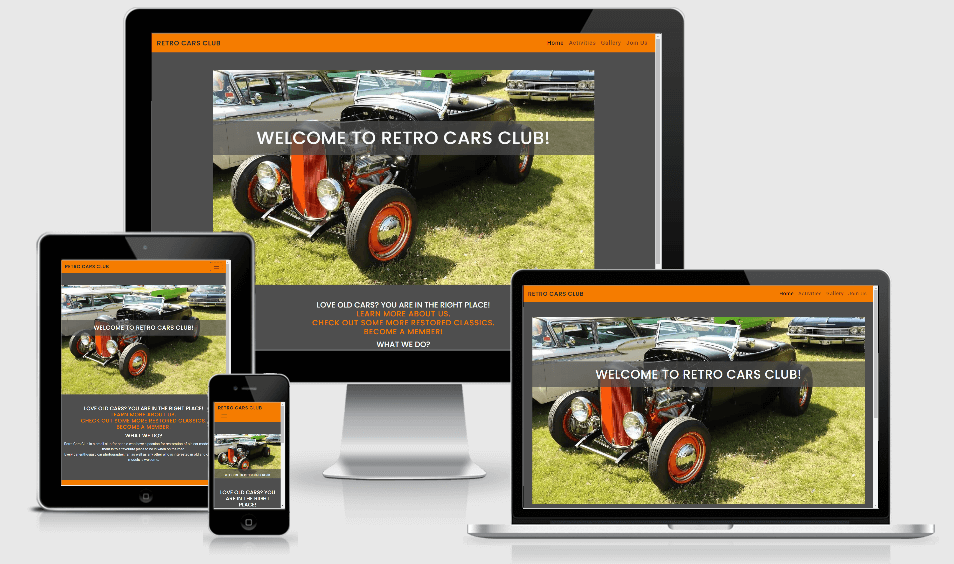 RETRO CARS CLUB
Home Activities Gallery Join Us
WELCOME TO RETRO CARS CLUB!
LOVE OLD CARS? YOU ARE IN THE RIGHT PLACE!
LEARN MORE ABOUT US.
CHECK OUT SOME MORE RESTORED CLASSICS.
BECOME A MEMBER!
WHAT WE DO?
RETRO CARS CLUB
WELCOME TO RETRO CARS CLUB!
LOVE OLD CARS? YOU ARE IN THE RIGHT PLACE!
LEARN MORE ABOUT US.
CHECK OUT SOME MORE RESTORED CLASSICS.
BECOME A MEMBER!
WHAT WE DO?
RETRO CARS CLUB
LOVE OLD CARS? YOU
ARE IN THE RIGHT
PLACE!
RETRO CARS CLUB
Home Activities Gallery Join Us
WELCOME TO RETRO CARS CLUB!